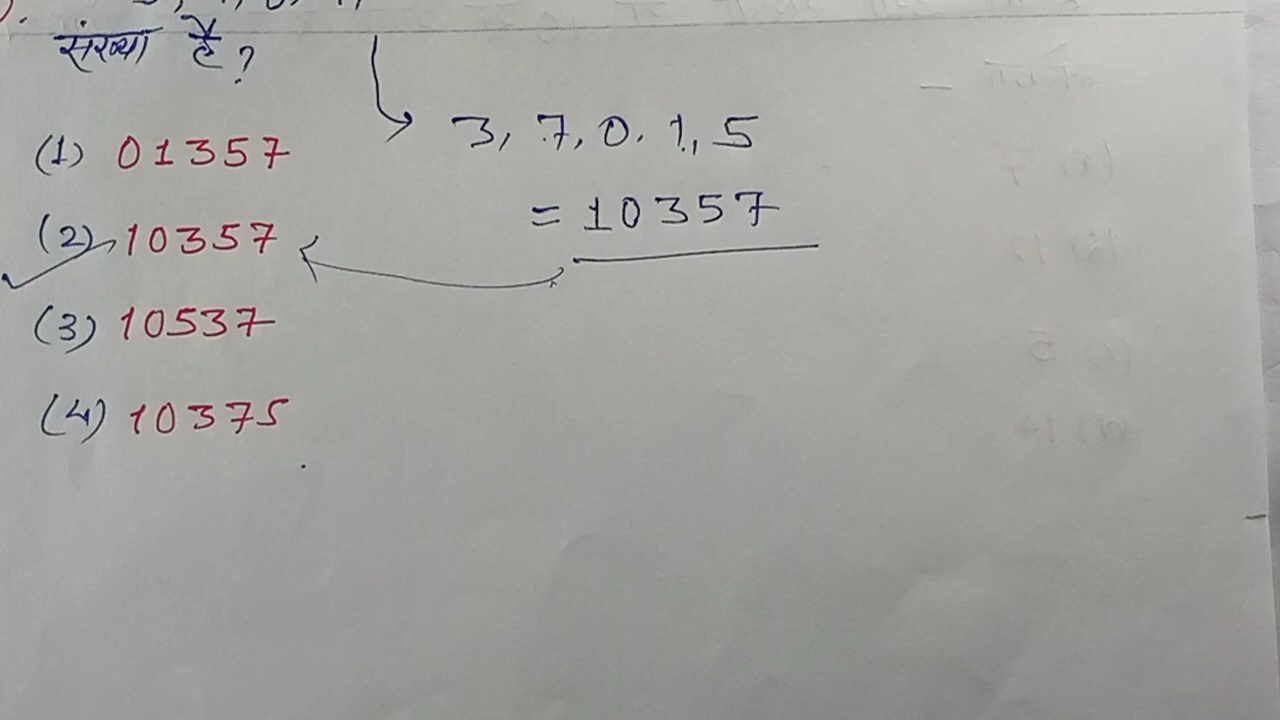 संख्या है ?
(1) 01357
(2) 10357
(3) 10537
(4) 10375
3, 7, 0, 1, 5
= 10357